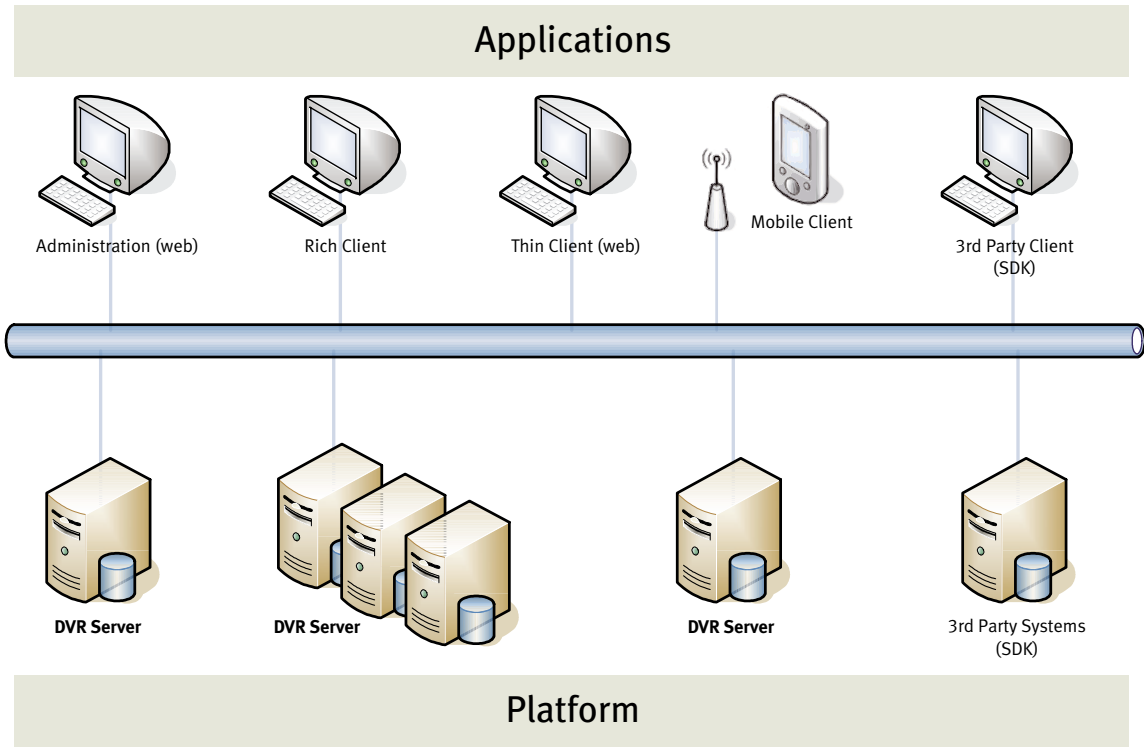 Applications
Administration (web)
Rich Client
Thin Client (web)
Mobile Client
3rd Party Client
(SDK)
DVR Server
DVR Server
DVR Server
3rd Party Systems
(SDK)
Platform